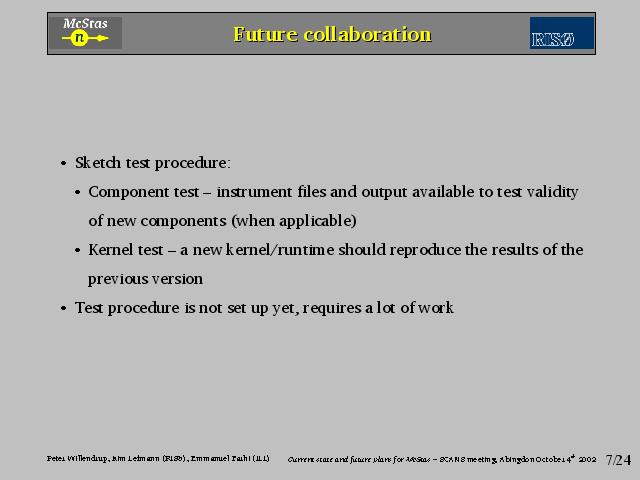 McStas
n
Future collaboration
RISØ
• Sketch test procedure:
• Component test – instrument files and output available to test validity
of new components (when applicable)
• Kernel test – a new kernel/runtime should reproduce the results of the
previous version
• Test procedure is not set up yet, requires a lot of work
Peter Willendrup, Kim Lefmann (RISØ), Emmanuel Farhi (ILL) Current state and future plans for McStas – SCANS meeting, Abingdon October 4th 2002 7/24